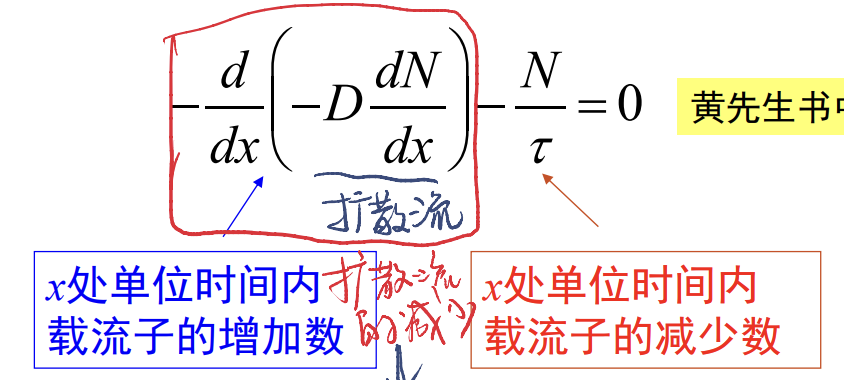 -\frac{d}{dx}\left(-D\frac{dN}{dx}\right)-\frac{N}{\tau}=0
黄先生书中
扩散流
x处单位时间内
载流子的增加数
扩散流
的减少
x处单位时间内
载流子的减少数